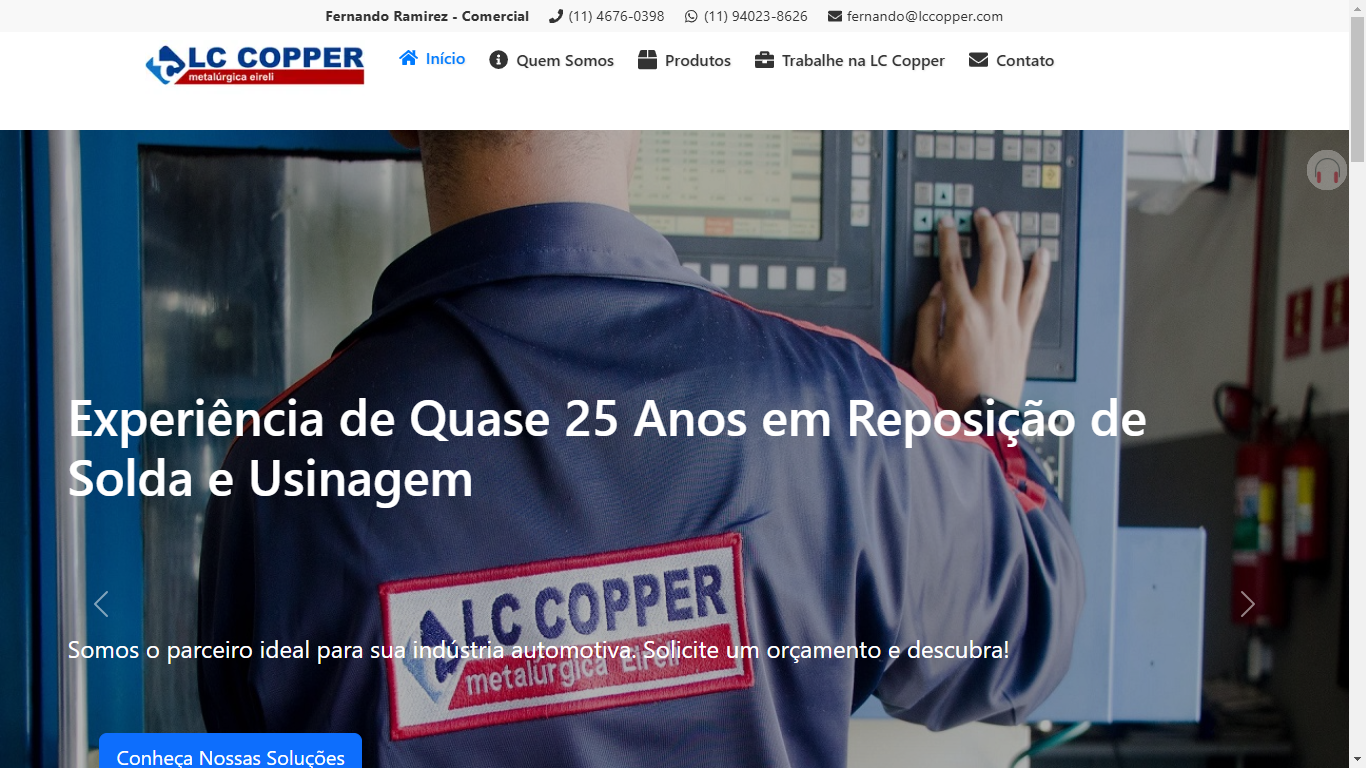 Fernando Ramirez - Comercial (11) 4676-0398 (11) 94023-8626 fernando@lccopper.com
LC COPPER
metalúrgica eireli
Início Quem Somos Produtos Trabalhe na LC Copper Contato
Experiência de Quase 25 Anos em Reposição de
Solda e Usinagem
LC COPPER
metalúrgica Eireli
Somos o parceiro ideal para sua indústria automotiva. Solicite um orçamento e descubra!
Conheça Nossas Soluções